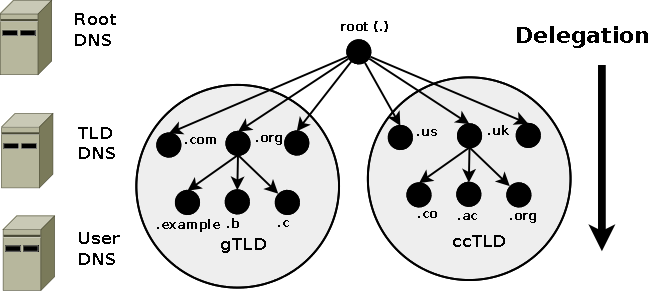 Root
DNS
root (.)
Delegation
TLD
DNS
.com
.org
.us
.uk
.example
.b
.c
.co
.ac
.org
gTLD
ccTLD
User
DNS